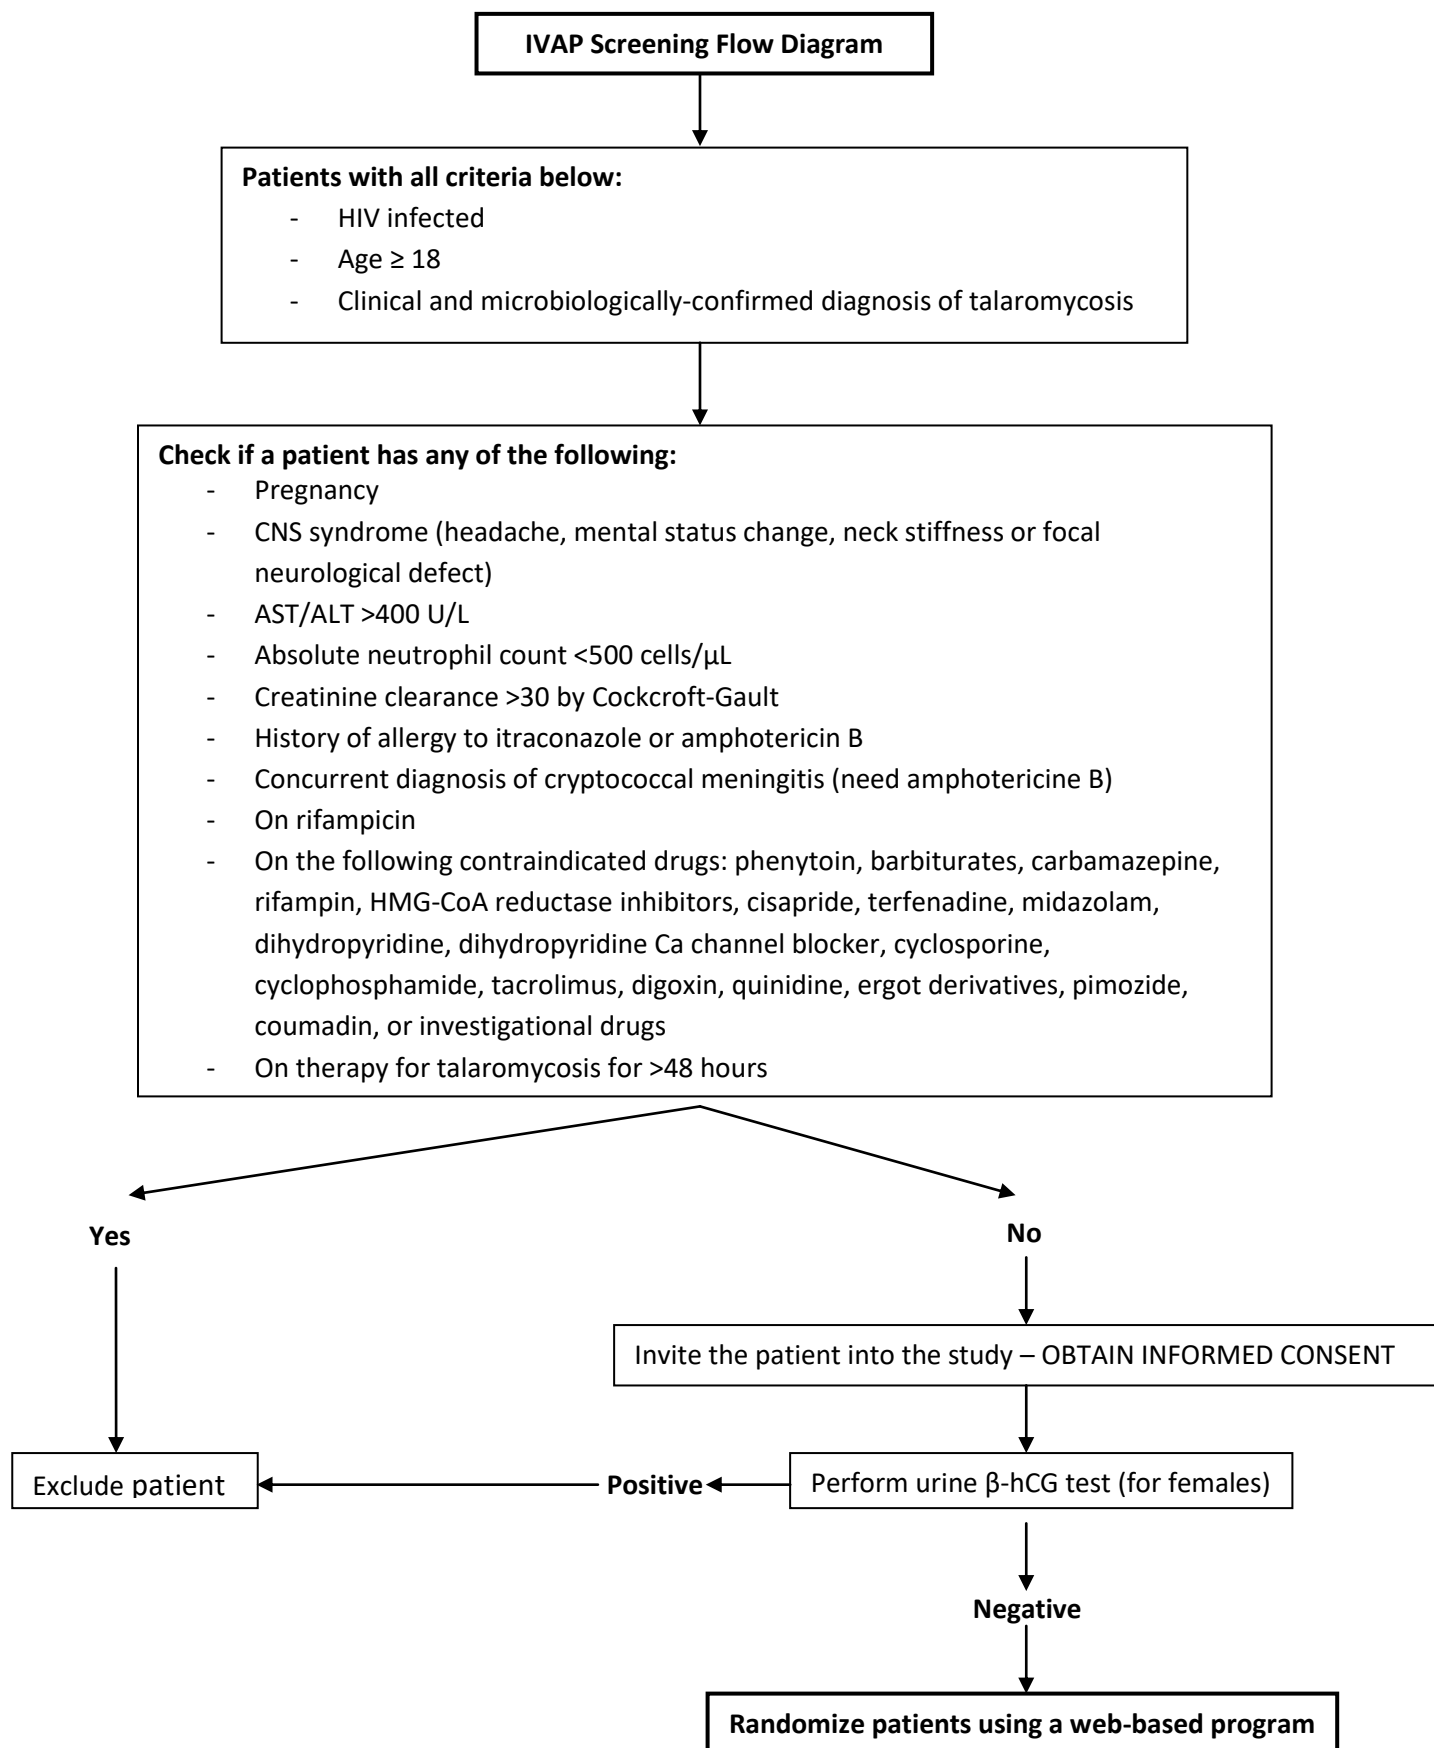 IVAP Screening Flow Diagram
Patients with all criteria below:
- HIV infected
- Age ≥ 18
- Clinical and microbiologically-confirmed diagnosis of talaromycosis
Check if a patient has any of the following:
- Pregnancy
- CNS syndrome (headache, mental status change, neck stiffness or focal
neurological defect)
- AST/ALT >400 U/L
- Absolute neutrophil count <500 cells/µL
- Creatinine clearance >30 by Cockcroft-Gault
- History of allergy to itraconazole or amphotericin B
- Concurrent diagnosis of cryptococcal meningitis (need amphotericine B)
- On rifampicin
- On the following contraindicated drugs: phenytoin, barbiturates, carbamazepine,
rifampin, HMG-CoA reductase inhibitors, cisapride, terfenadine, midazolam,
dihydropyridine, dihydropyridine Ca channel blocker, cyclosporine,
cyclophosphamide, tacrolimus, digoxin, quinidine, ergot derivatives, pimozide,
coumadin, or investigational drugs
- On therapy for talaromycosis for >48 hours
Yes
No
Invite the patient into the study – OBTAIN INFORMED CONSENT
Exclude patient
Positive
Perform urine β-hCG test (for females)
Negative
Randomize patients using a web-based program